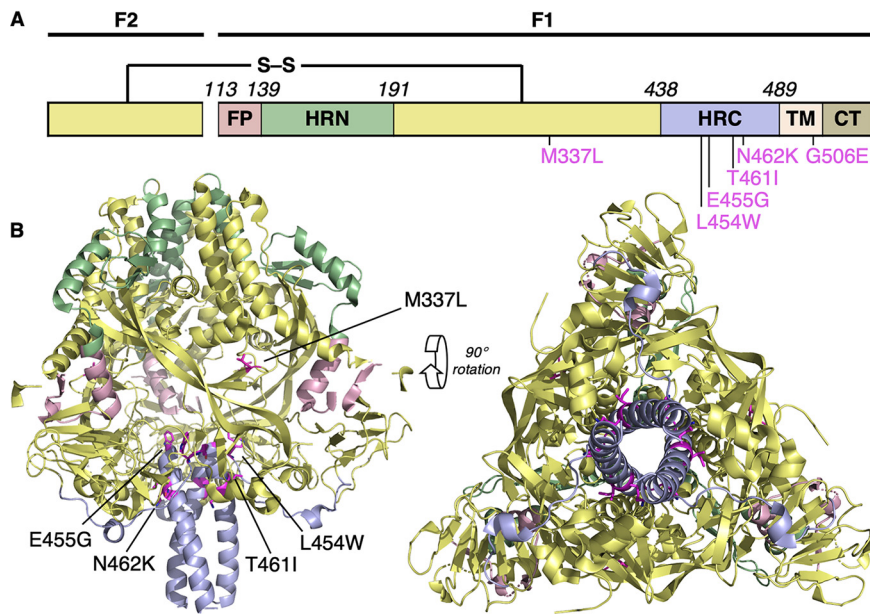 A
F2
F1
S–S
113 139 191 438 489
FP HRN HRC TM CT
M337L N462K G506E
T461I
E455G
L454W
B
M337L
90°
rotation
E455G
L454W
N462K
T461I